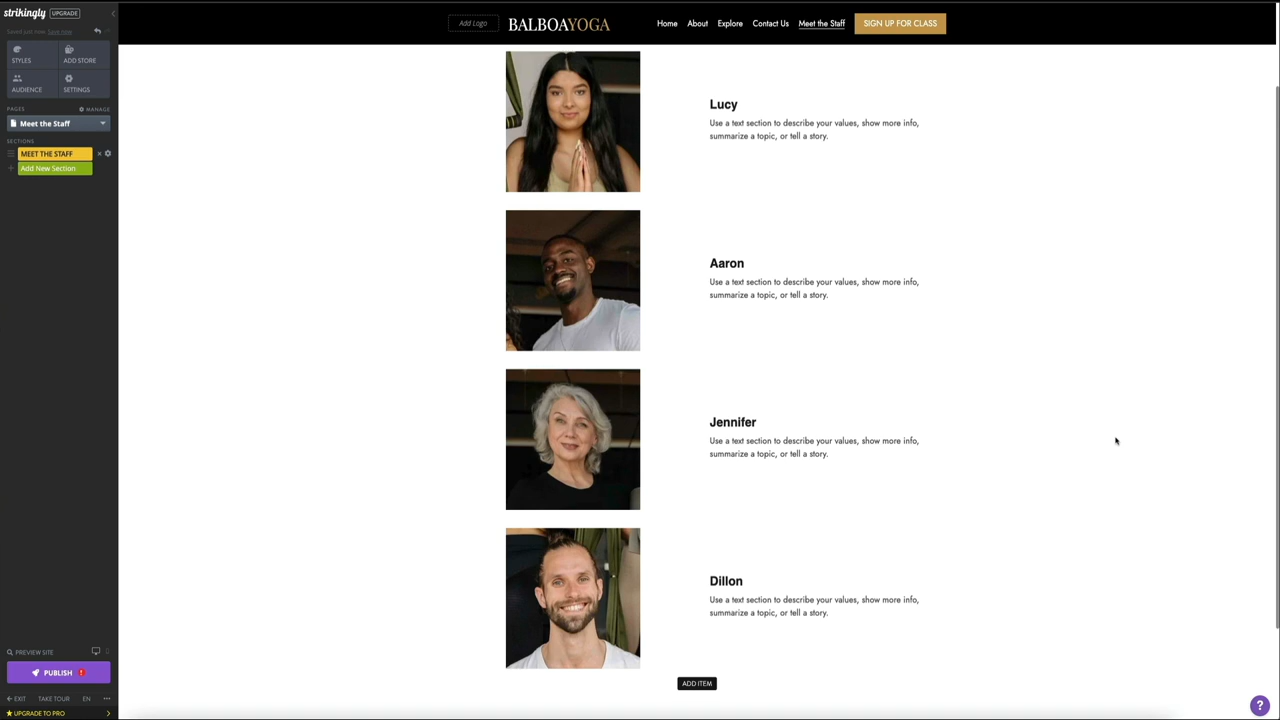 strikingly UPGRADE
Saved just now. Save now
STYLES
ADD STORE
AUDIENCE
SETTINGS
PAGES
MANAGE
Meet the Staff
SECTIONS
MEET THE STAFF
Add New Section
PREVIEW SITE
PUBLISH !
EXIT TAKE TOUR EN
UPGRADE TO PRO
Add Logo
BALBOAYOGA
Home About Explore Contact Us Meet the Staff SIGN UP FOR CLASS
Lucy
Use a text section to describe your values, show more info,
summarize a topic, or tell a story.
Aaron
Use a text section to describe your values, show more info,
summarize a topic, or tell a story.
Jennifer
Use a text section to describe your values, show more info,
summarize a topic, or tell a story.
Dillon
Use a text section to describe your values, show more info,
summarize a topic, or tell a story.
ADD ITEM
?